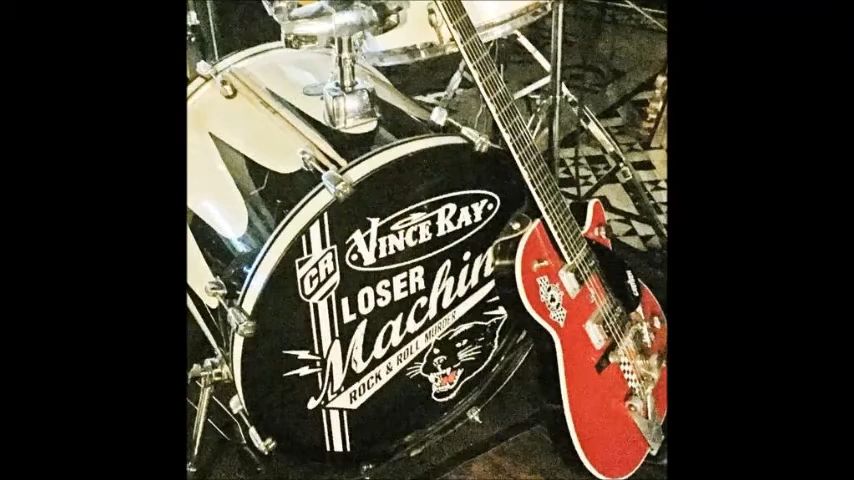 VINCE RAY
CR
LOSER
Machin
ROCK & ROLL MURDER